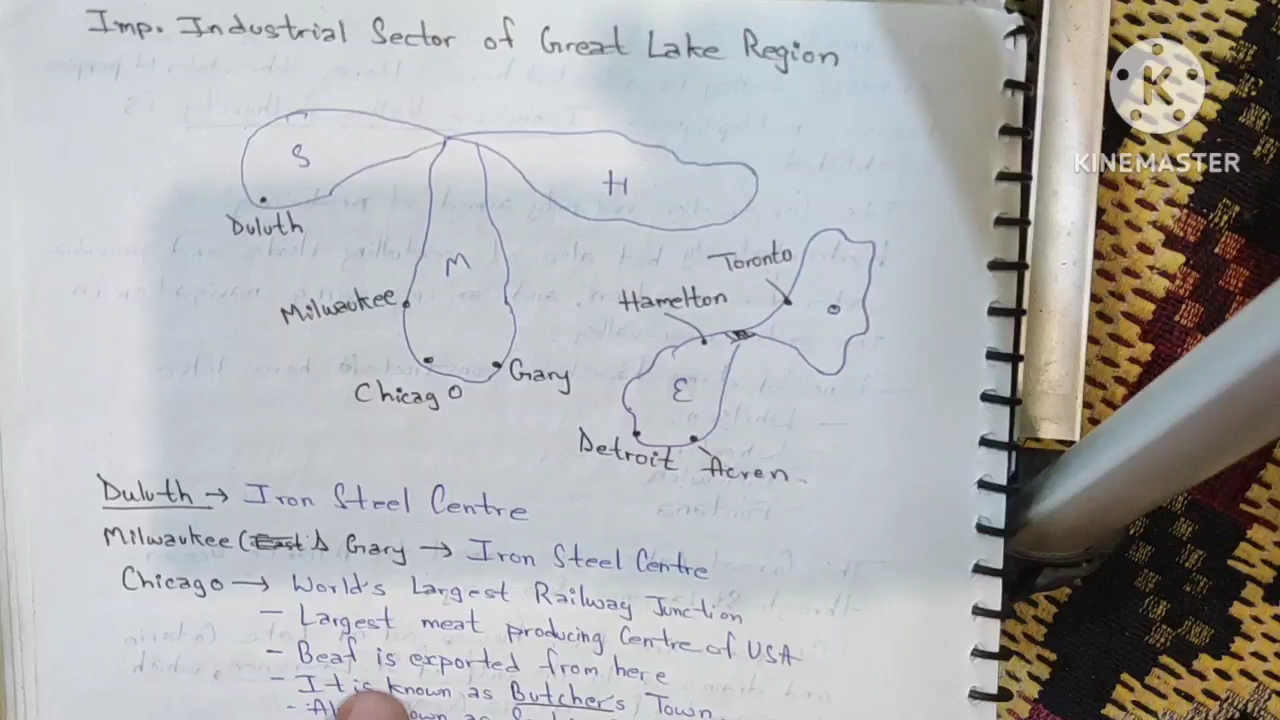 Imp. Industrial Sector of Great Lake Region
K
KINEMASTER
S
H
Duluth
M
Toronto
Hamelton
Milwaukee
O
Gary
Chicago
E
Detroit Acren
Duluth → Iron Steel Centre
Milwaukee (East) Gary → Iron Steel Centre
Chicago → World's Largest Railway Junction
- Largest meat producing Centre of USA
- Beaf is exported from here
- It is known as Butcher's Town